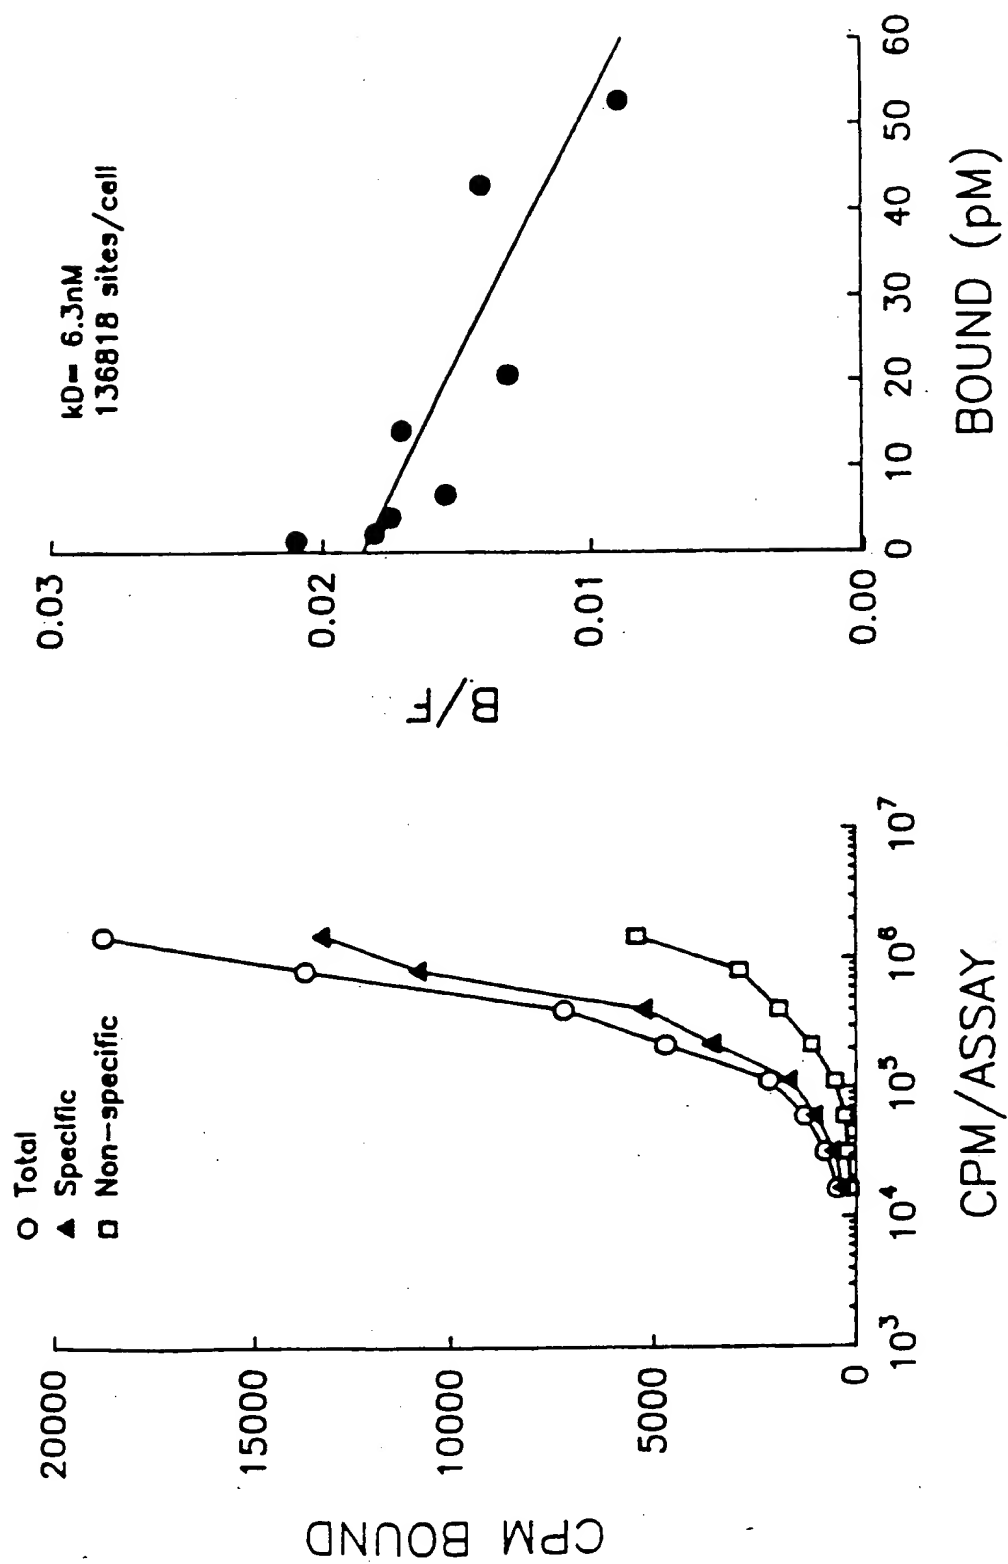 ○ Total
▲ Specific
□ Non-specific
CPM BOUND
20000
15000
10000
5000
0
10³ 10⁴ 10⁵ 10⁶ 10⁷
CPM/ASSAY
kD= 6.3nM
136818 sites/cell
B/F
0.03
0.02
0.01
0.00
0 10 20 30 40 50 60
BOUND (pM)